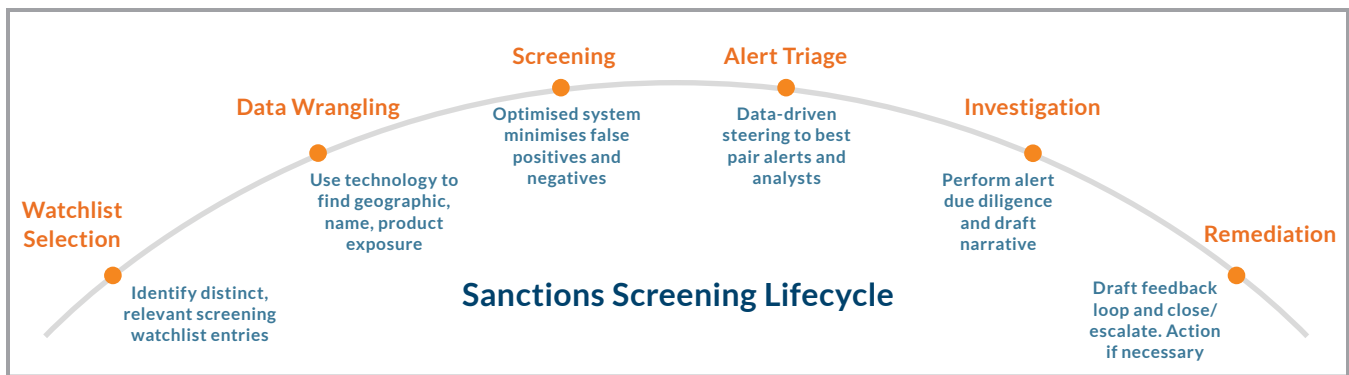 Watchlist
Selection
Identify distinct,
relevant screening
watchlist entries
Data Wrangling
Use technology to
find geographic,
name, product
exposure
Screening
Optimised system
minimises false
positives and
negatives
Alert Triage
Data-driven
steering to best
pair alerts and
analysts
Investigation
Perform alert
due diligence
and draft
narrative
Remediation
Draft feedback
loop and close/
escalate. Action
if necessary
Sanctions Screening Lifecycle